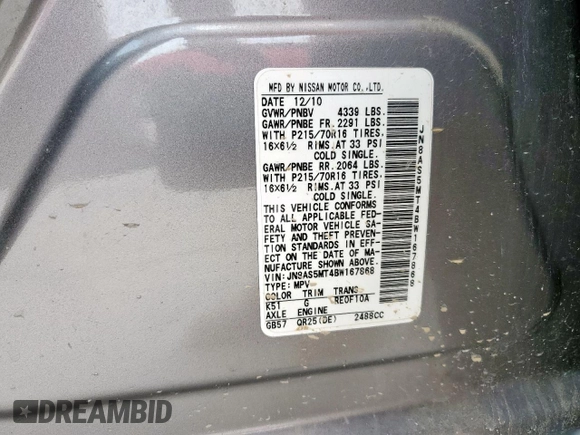 MFD BY NISSAN MOTOR CO.,LTD.
DATE 12/10
GVWR/PNBV 4339 LBS.
GAWR/PNBE FR. 2291 LBS.
WITH P215/70R16 TIRES.
16X6½ RIMS. AT 33 PSI
COLD SINGLE.
GAWR/PNBE RR. 2064 LBS.
WITH P215/70R16 TIRES.
16X6½ RIMS. AT 33 PSI
COLD SINGLE.
THIS VEHICLE CONFORMS
TO ALL APPLICABLE FED-
ERAL MOTOR VEHICLE SA-
FETY AND THEFT PREVEN-
TION STANDARDS IN EFF-
ECT ON THE DATE OF MA-
NUFACTURE SHOWN ABOVE.
VIN: JN8AS5MT4BW167868
TYPE: MPV
COLOR TRIM TRANS
K51 G RE0F10A
AXLE ENGINE
GB57 QR25(DE) 2488CC
JN8AS5MT4BW167868
DREAMBID